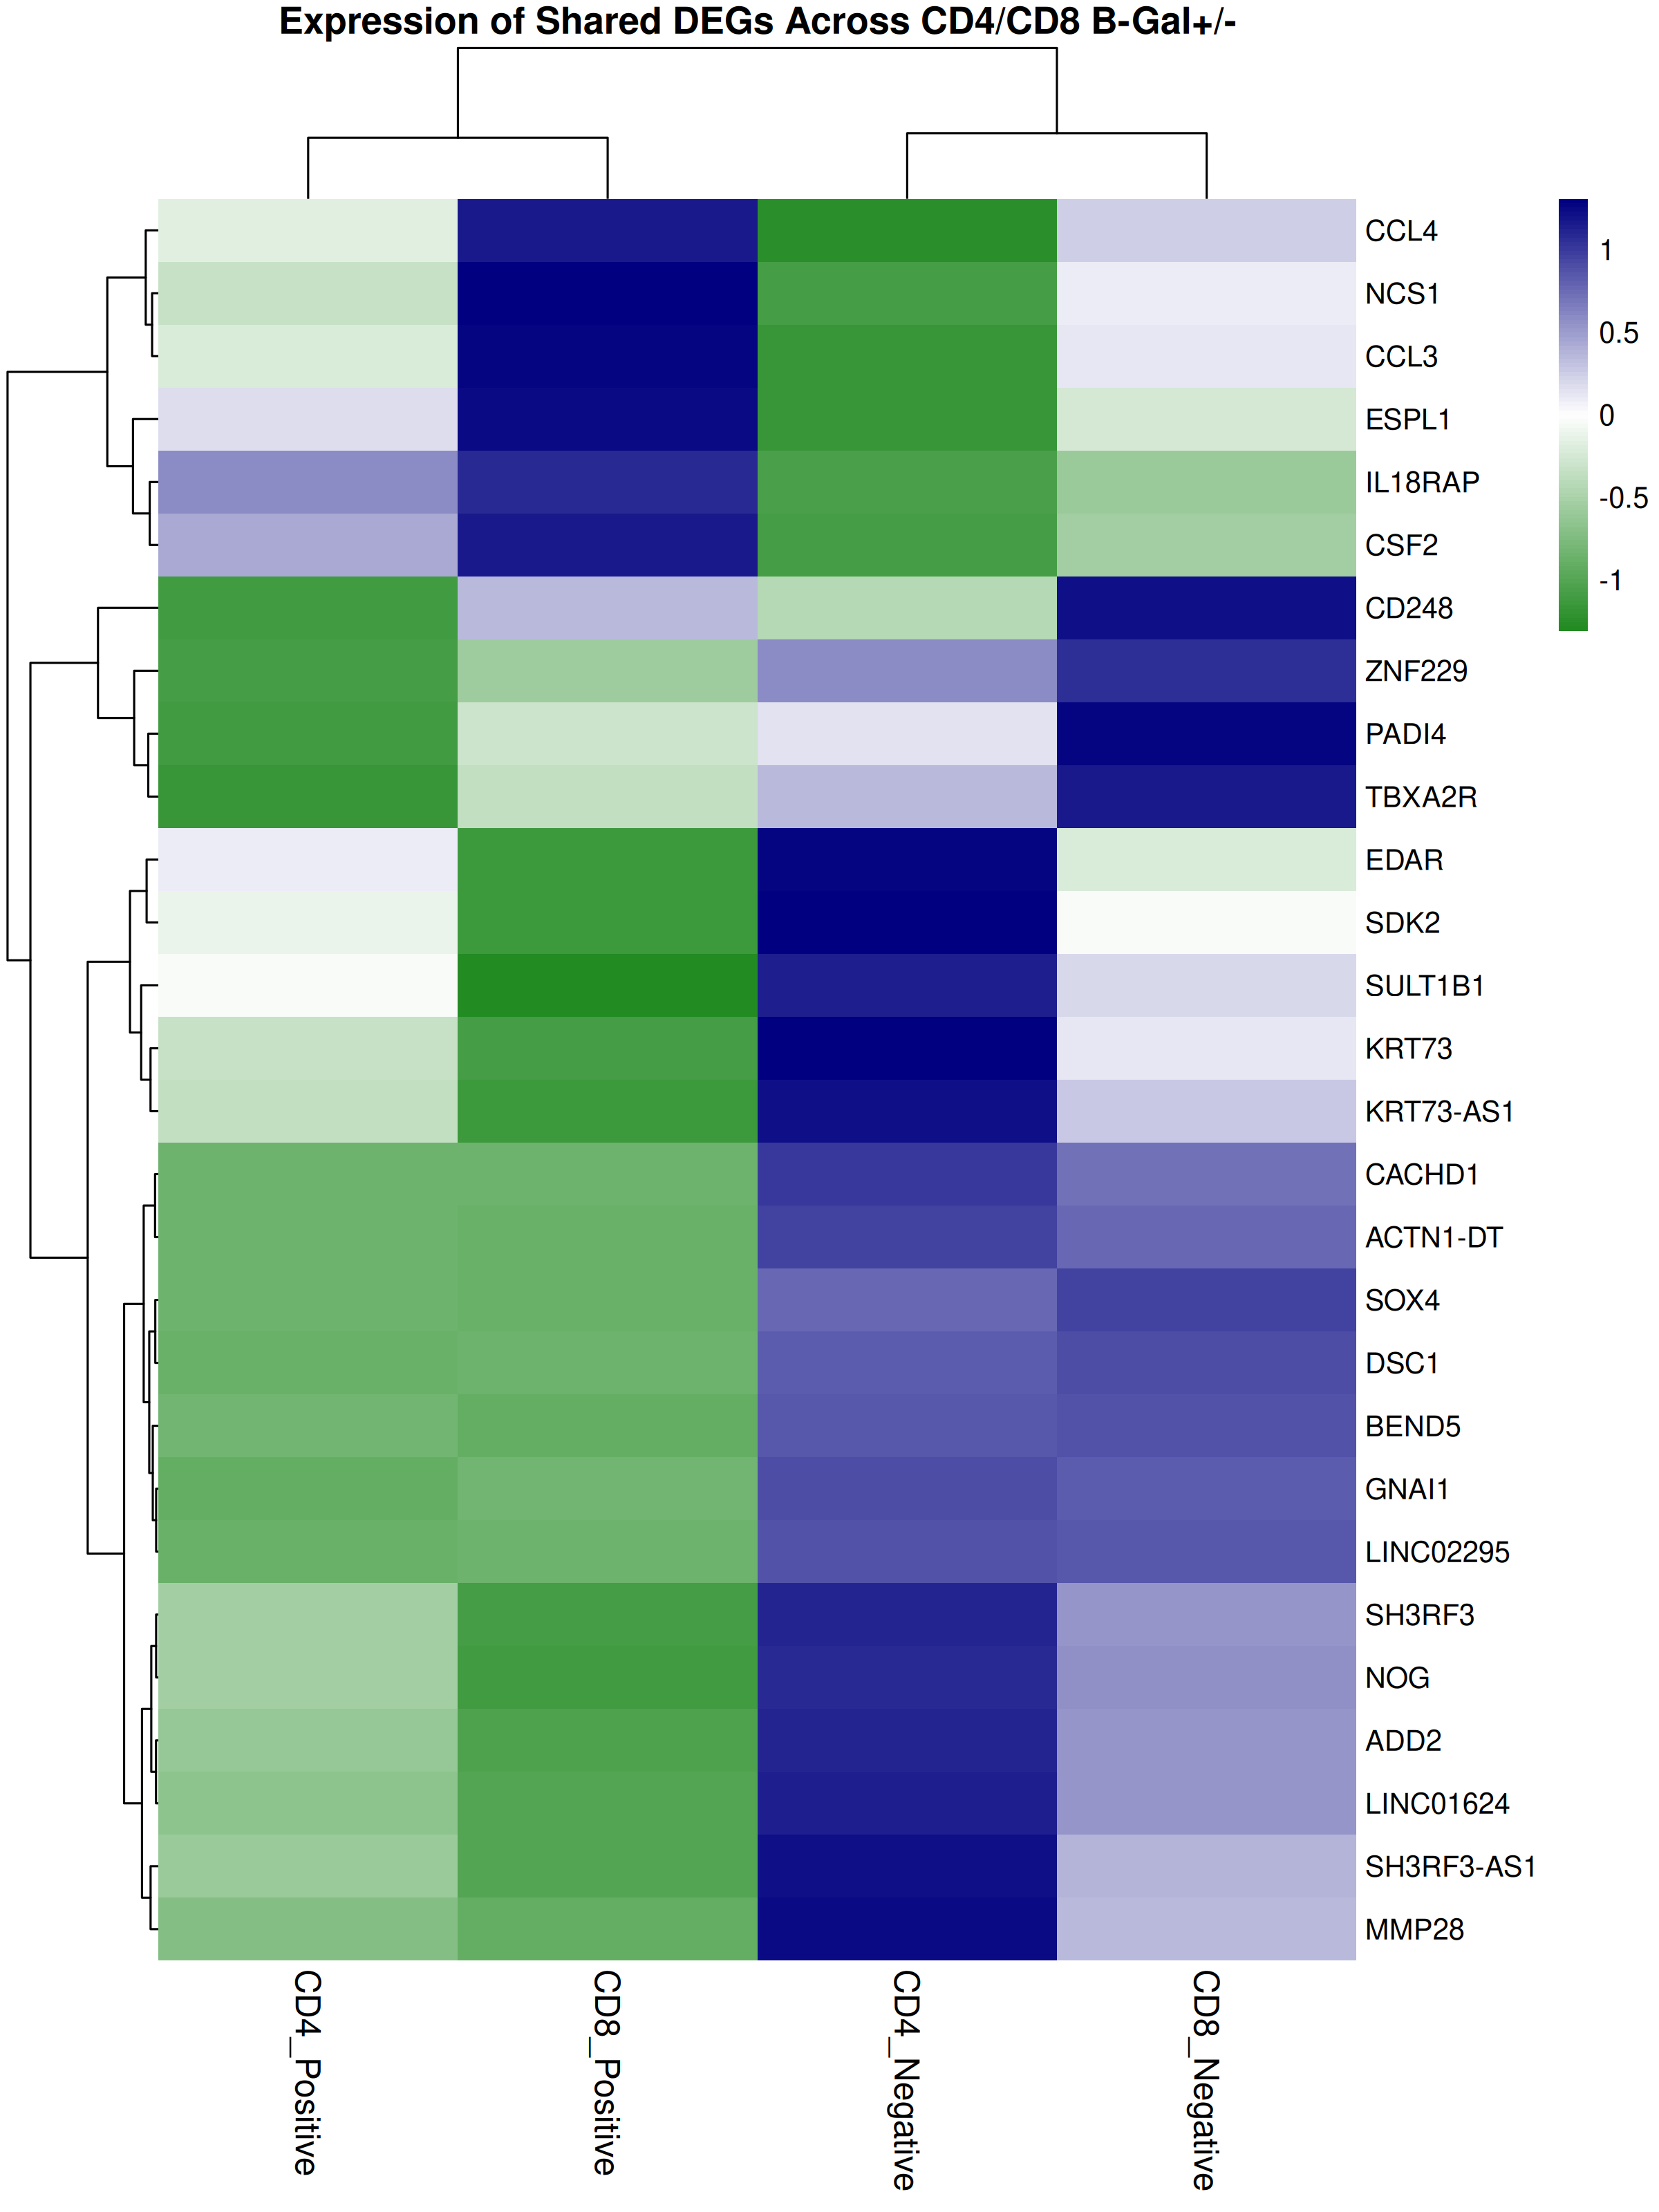 Expression of Shared DEGs Across CD4/CD8 B-Gal+/-
CCL4
NCS1
CCL3
ESPL1
IL18RAP
CSF2
CD248
ZNF229
PADI4
TBXA2R
EDAR
SDK2
SULT1B1
KRT73
KRT73-AS1
CACHD1
ACTN1-DT
SOX4
DSC1
BEND5
GNAI1
LINC02295
SH3RF3
NOG
ADD2
LINC01624
SH3RF3-AS1
MMP28
1
0.5
0
-0.5
-1
CD4_Positive
CD8_Positive
CD4_Negative
CD8_Negative